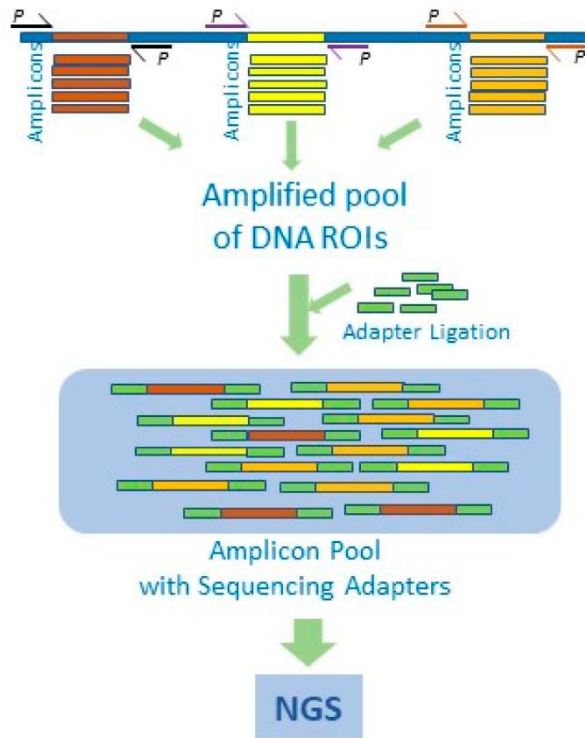 P P P
P P P
Amplicons Amplicons Amplicons
Amplified pool
of DNA ROIs
Adapter Ligation
Amplicon Pool
with Sequencing Adapters
NGS